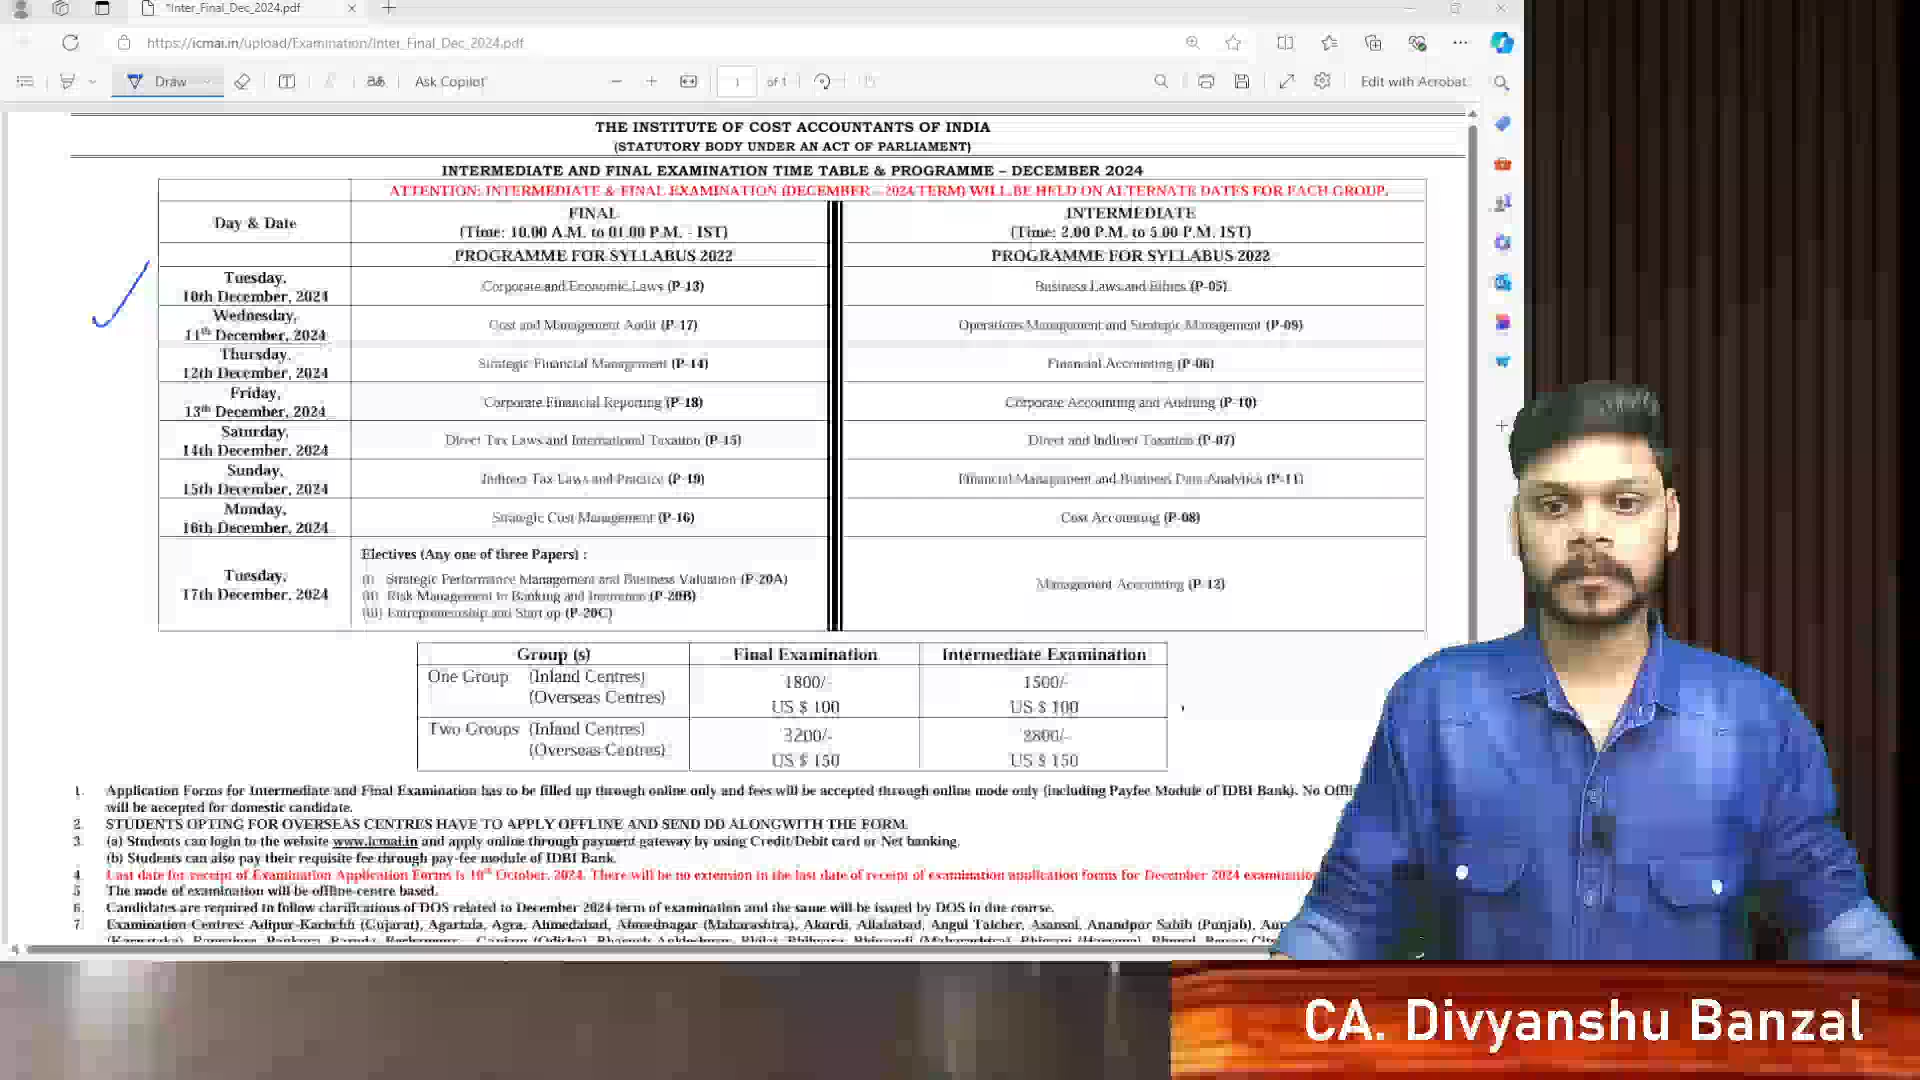 *Inter_Final_Dec_2024.pdf
https://icmai.in/upload/Examination/Inter_Final_Dec_2024.pdf
Draw
Ask Copilot
1 of 1
Edit with Acrobat
THE INSTITUTE OF COST ACCOUNTANTS OF INDIA
(STATUTORY BODY UNDER AN ACT OF PARLIAMENT)
INTERMEDIATE AND FINAL EXAMINATION TIME TABLE & PROGRAMME – DECEMBER 2024
ATTENTION: INTERMEDIATE & FINAL EXAMINATION (DECEMBER – 2024 TERM) WILL BE HELD ON ALTERNATE DATES FOR EACH GROUP.
Day & Date
FINAL
(Time: 10.00 A.M. to 01.00 P.M. - IST)
INTERMEDIATE
(Time: 2.00 P.M. to 5.00 P.M. IST)
PROGRAMME FOR SYLLABUS 2022 PROGRAMME FOR SYLLABUS 2022
Tuesday,
10th December, 2024
Corporate and Economic Laws (P-13) Business Laws and Ethics (P-05)
Wednesday,
11th December, 2024
Cost and Management Audit (P-17) Operations Management and Strategic Management (P-09)
Thursday,
12th December, 2024
Strategic Financial Management (P-14) Financial Accounting (P-06)
Friday,
13th December, 2024
Corporate Financial Reporting (P-18) Corporate Accounting and Auditing (P-10)
Saturday,
14th December, 2024
Direct Tax Laws and International Taxation (P-15) Direct and Indirect Taxation (P-07)
Sunday,
15th December, 2024
Indirect Tax Laws and Practice (P-19) Financial Management and Business Data Analytics (P-11)
Monday,
16th December, 2024
Strategic Cost Management (P-16) Cost Accounting (P-08)
Tuesday,
17th December, 2024
Electives (Any one of three Papers) :
(i) Strategic Performance Management and Business Valuation (P-20A)
(ii) Risk Management in Banking and Insurance (P-20B)
(iii) Entrepreneurship and Start up (P-20C)
Management Accounting (P-12)
Group (s) Final Examination Intermediate Examination
One Group (Inland Centres) 1800/- 1500/-
(Overseas Centres) US $ 100 US $ 100
Two Groups (Inland Centres) 3200/- 2800/-
(Overseas Centres) US $ 150 US $ 150
1. Application Forms for Intermediate and Final Examination has to be filled up through online only and fees will be accepted through online mode only (including Payfee Module of IDBI Bank). No
will be accepted for domestic candidate.
2. STUDENTS OPTING FOR OVERSEAS CENTRES HAVE TO APPLY OFFLINE AND SEND DD ALONGWITH THE FORM.
3. (a) Students can login to the website www.icmai.in and apply online through payment gateway by using Credit/Debit card or Net banking.
(b) Students can also pay their requisite fee through pay-fee module of IDBI Bank.
4. Last date for receipt of Examination Application Forms is 10th October, 2024. There will be no extension in the last date of receipt of examination application forms for December 2024
5. The mode of examination will be offline-centre based.
6. Candidates are required to follow clarifications of DOS related to December 2024 term of examination and the same will be issued by DOS in due course.
7. Examination Centres: Adipur-Kachchh (Gujarat), Agartala, Agra, Ahmedabad, Ahmednagar (Maharashtra), Akurdi, Allahabad, Angul Talcher, Asansol, Anandpur Sahib (Punjab),
CA. Divyanshu Banzal